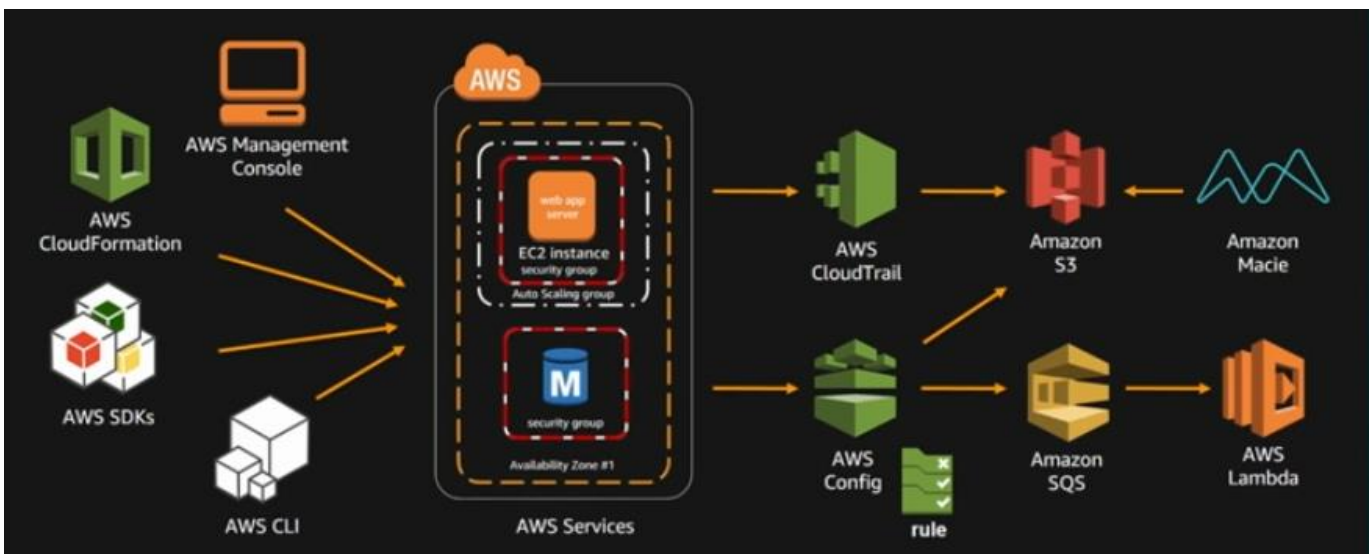 AWS Management
Console
AWS
CloudFormation
AWS SDKs
AWS CLI
AWS
web app
server
EC2 instance
security group
Auto Scaling group
M
security group
Availability Zone #1
AWS Services
AWS
CloudTrail
Amazon
S3
Amazon
Macie
AWS
Config
rule
Amazon
SQS
AWS
Lambda